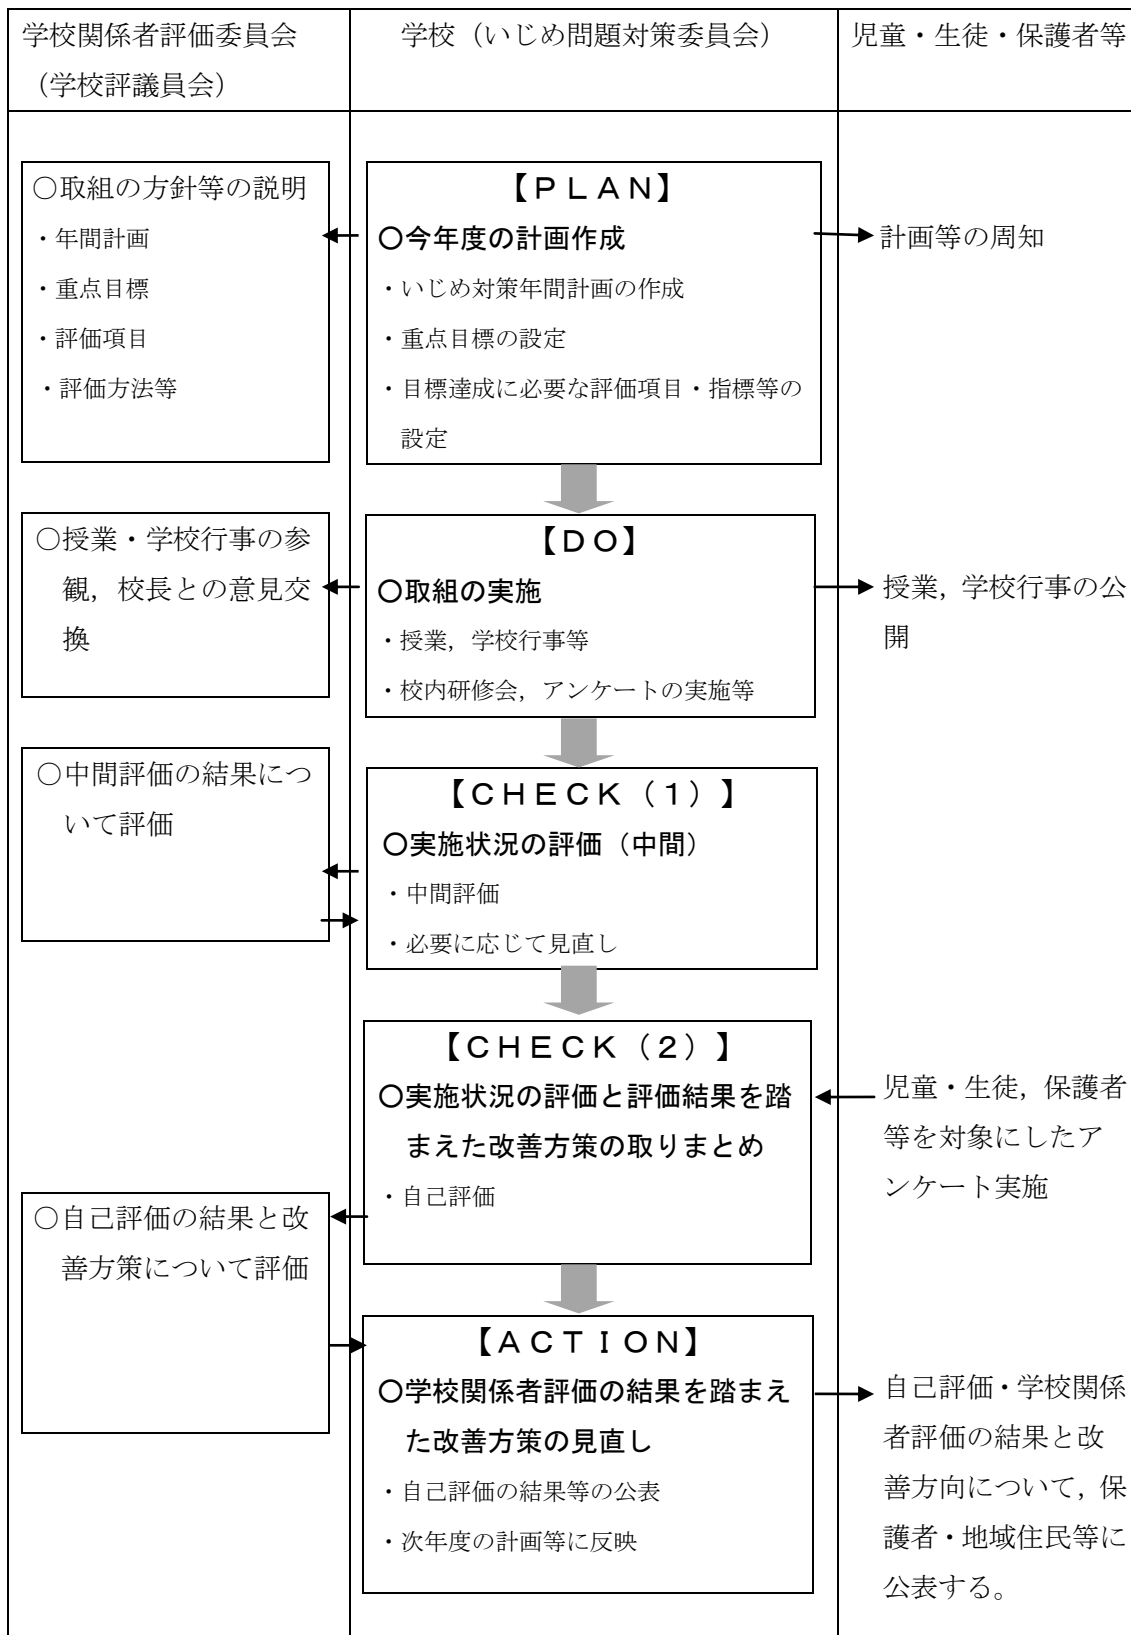 学校関係者評価委員会
（学校評議員会）
学校（いじめ問題対策委員会）
児童・生徒・保護者等
〇取組の方針等の説明
・年間計画
・重点目標
・評価項目
・評価方法等
【ＰＬＡＮ】
〇今年度の計画作成
・いじめ対策年間計画の作成
・重点目標の設定
・目標達成に必要な評価項目・指標等の
設定
計画等の周知
〇授業・学校行事の参
観，校長との意見交
換
【ＤＯ】
〇取組の実施
・授業，学校行事等
・校内研修会，アンケートの実施等
授業，学校行事の公
開
〇中間評価の結果につ
いて評価
【ＣＨＥＣＫ（１）】
〇実施状況の評価（中間）
・中間評価
・必要に応じて見直し
【ＣＨＥＣＫ（２）】
〇実施状況の評価と評価結果を踏
まえた改善方策の取りまとめ
・自己評価
児童・生徒，保護者
等を対象にしたア
ンケート実施
〇自己評価の結果と改
善方策について評価
【ＡＣＴＩＯＮ】
〇学校関係者評価の結果を踏まえ
た改善方策の見直し
・自己評価の結果等の公表
・次年度の計画等に反映
自己評価・学校関係
者評価の結果と改
善方向について，保
護者・地域住民等に
公表する。